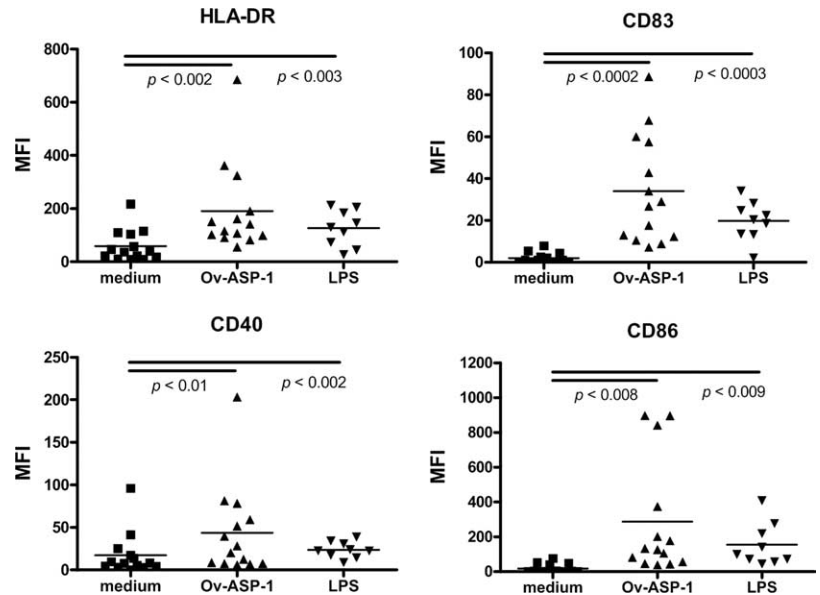 HLA-DR
800
600
400
200
0
MFI
p < 0.002
p < 0.003
medium
Ov-ASP-1
LPS
CD83
100
80
60
40
20
0
MFI
p < 0.0002
p < 0.0003
medium
Ov-ASP-1
LPS
CD40
250
200
150
100
50
0
MFI
p < 0.01
p < 0.002
medium
Ov-ASP-1
LPS
CD86
1200
1000
800
600
400
200
0
MFI
p < 0.008
p < 0.009
medium
Ov-ASP-1
LPS